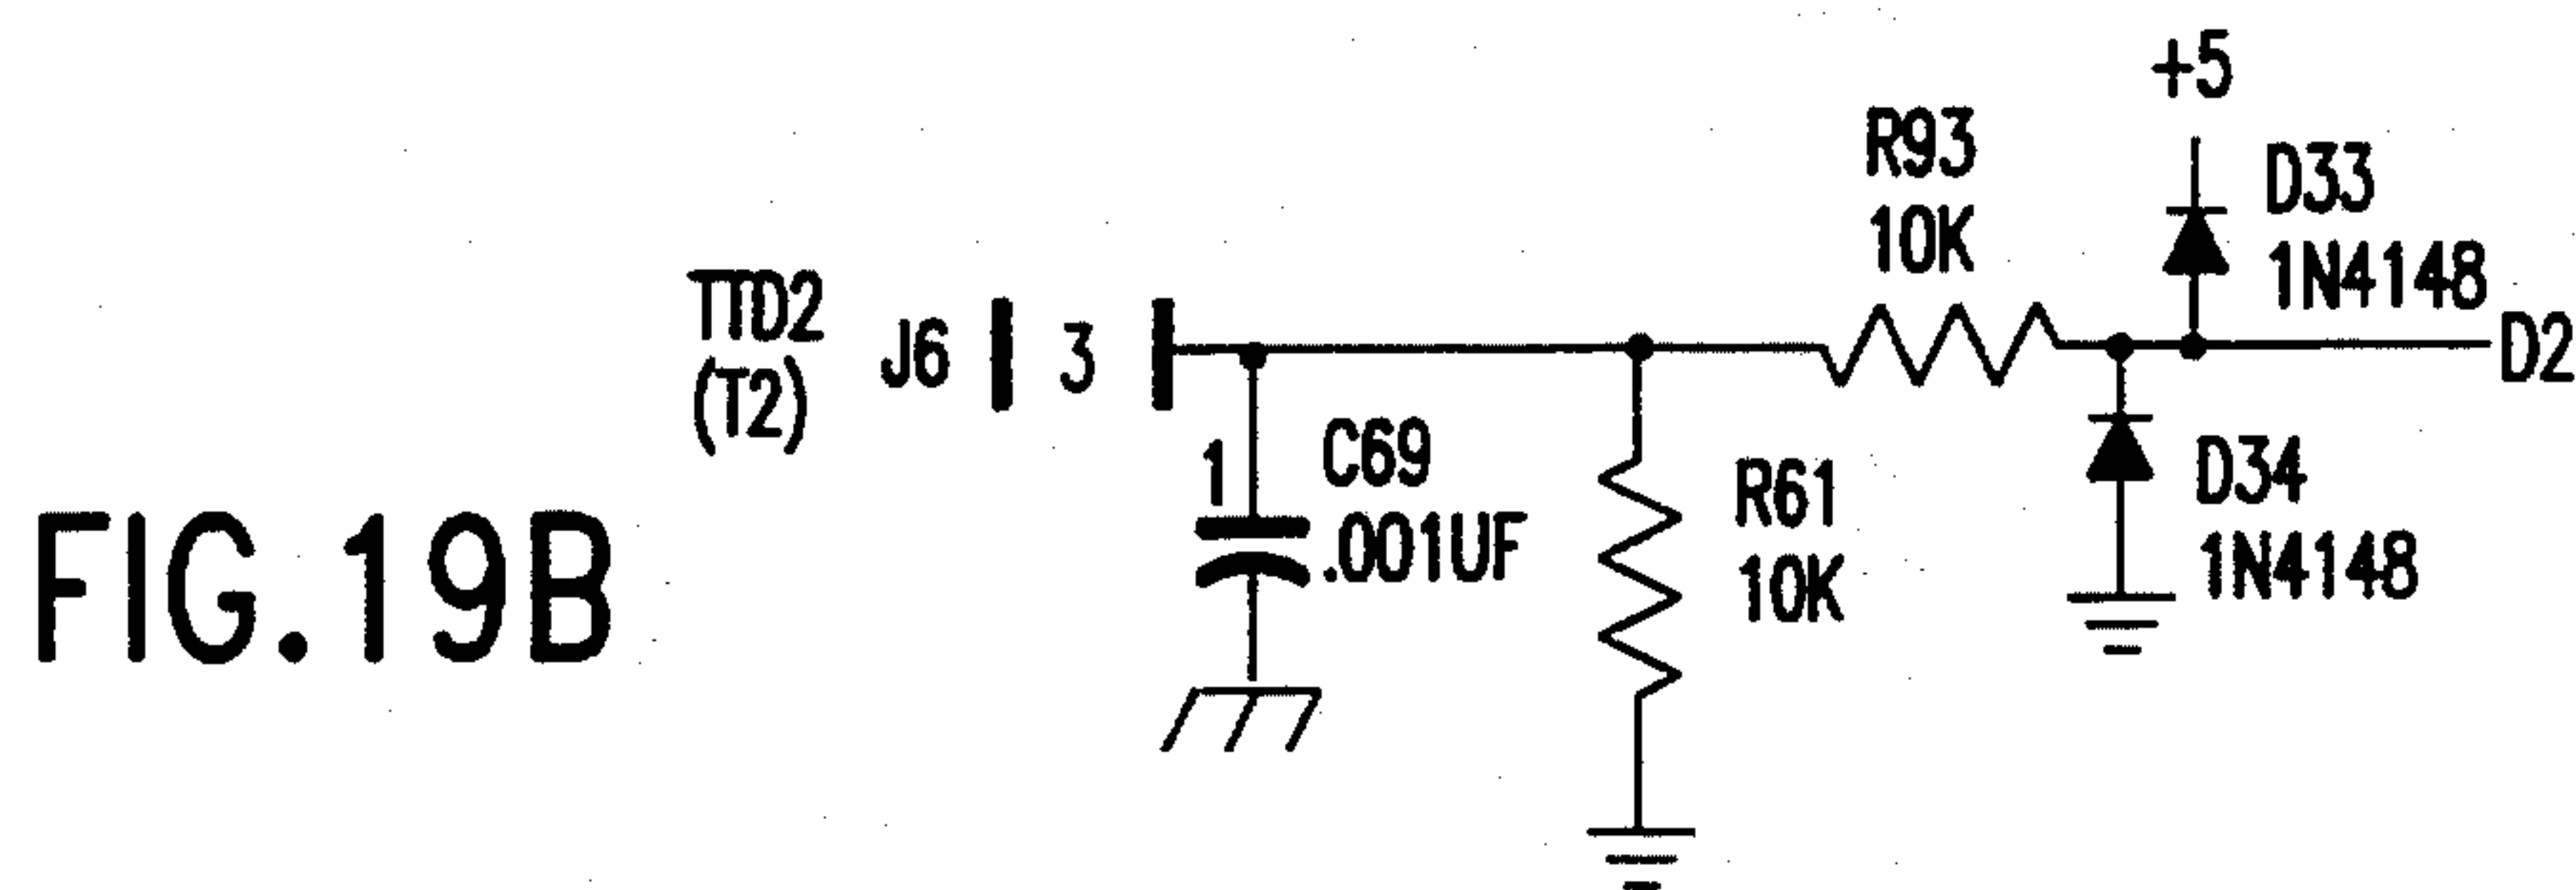 +5
R93
10K
D33
1N4148
TTD2
(T2)
J6
3
D2
1
C69
.001UF
R61
10K
D34
1N4148
FIG.19B